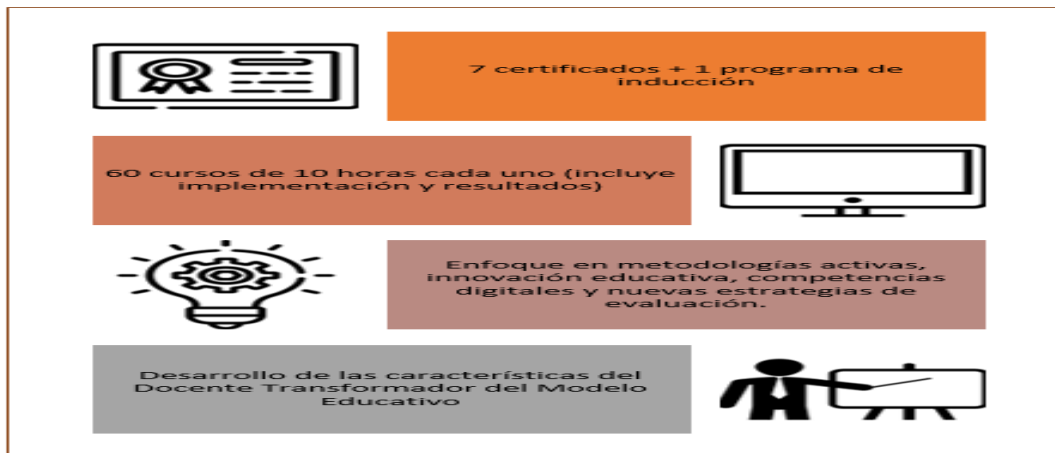 7 certificados + 1 programa de
inducción
60 cursos de 10 horas cada uno (incluye
implementación y resultados)
Enfoque en metodologías activas,
innovación educativa, competencias
digitales y nuevas estrategias de
evaluación.
Desarrollo de las características del
Docente Transformador del Modelo
Educativo